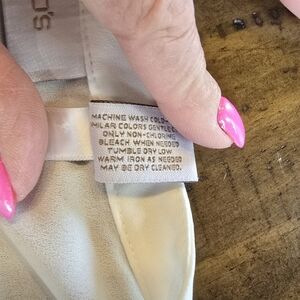 MACHINE WASH COLD
MILAR COLORS GENTLE C
ONLY NON-CHLORINE
BLEACH WHEN NEEDED
TUMBLE DRY LOW
WARM IRON AS NEEDED
MAY BE DRY CLEANED.